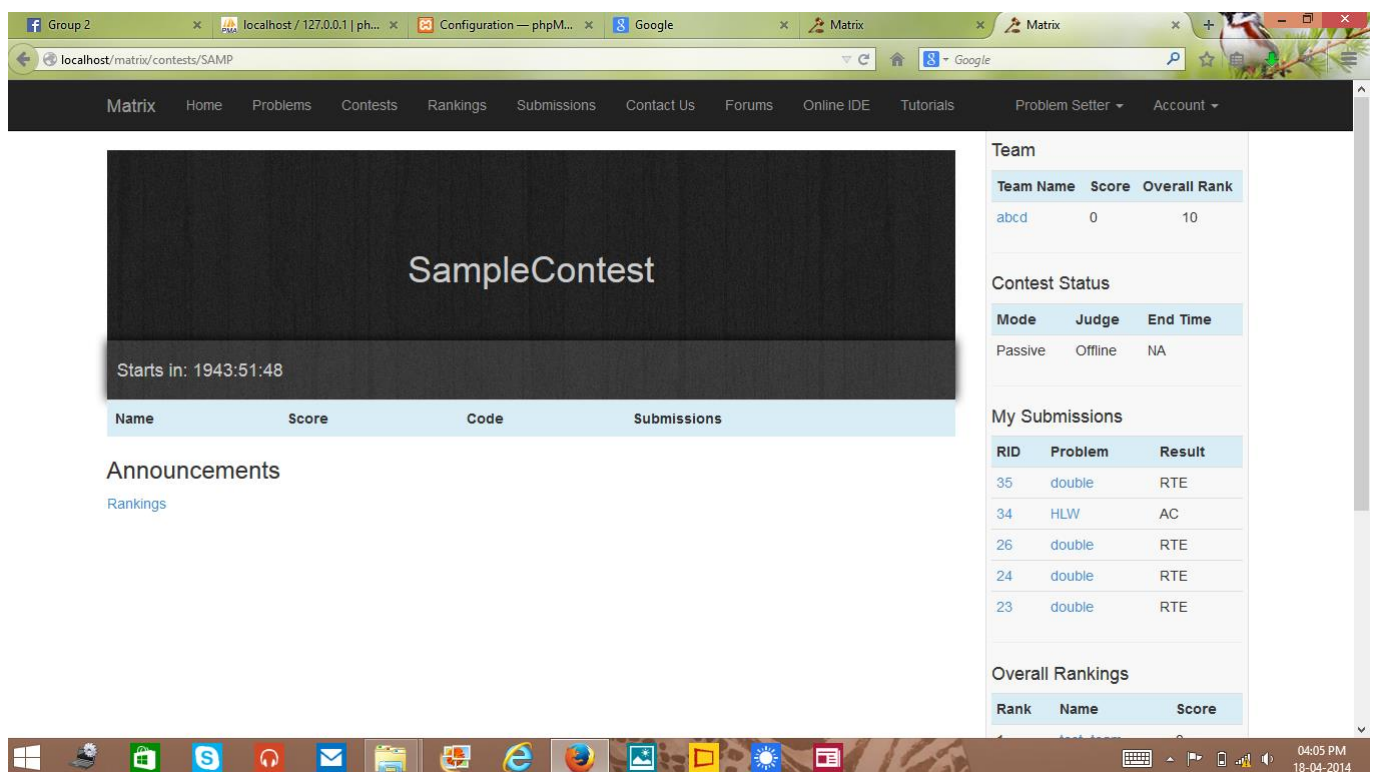 Group 2
localhost / 127.0.0.1 | ph...
Configuration — phpM...
Google
Matrix
Matrix
localhost/matrix/contests/SAMP
Google
Matrix Home Problems Contests Rankings Submissions Contact Us Forums Online IDE Tutorials Problem Setter Account
SampleContest
Starts in: 1943:51:48
Name Score Code Submissions
Announcements
Rankings
Team
Team Name Score Overall Rank
abcd 0 10
Contest Status
Mode Judge End Time
Passive Offline NA
My Submissions
RID Problem Result
35 double RTE
34 HLW AC
26 double RTE
24 double RTE
23 double RTE
Overall Rankings
Rank Name Score
04:05 PM
18-04-2014